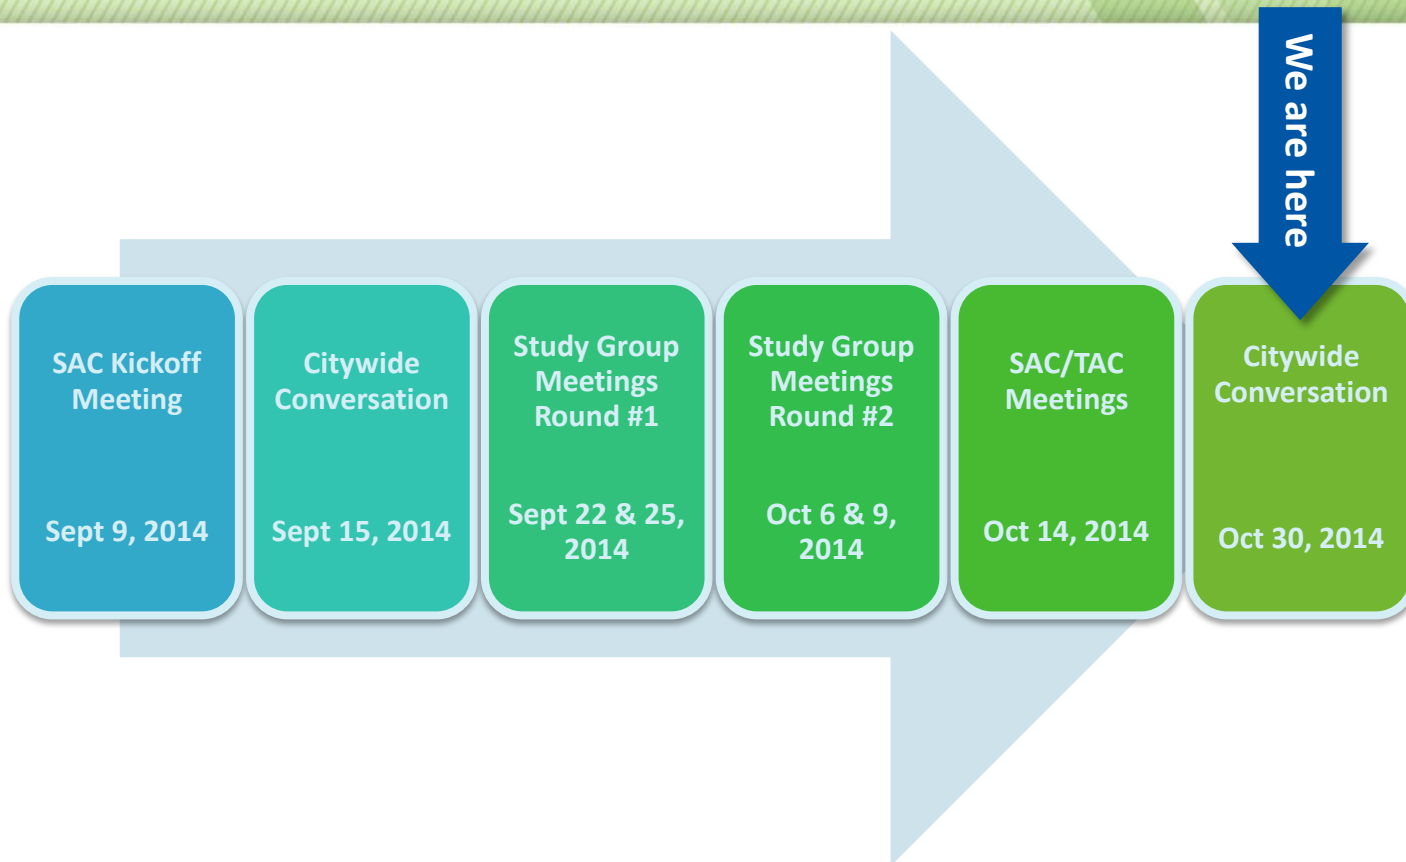 We are here
SAC Kickoff
Meeting
Sept 9, 2014
Citywide
Conversation
Sept 15, 2014
Study Group
Meetings
Round #1
Sept 22 & 25,
2014
Study Group
Meetings
Round #2
Oct 6 & 9,
2014
SAC/TAC
Meetings
Oct 14, 2014
Citywide
Conversation
Oct 30, 2014